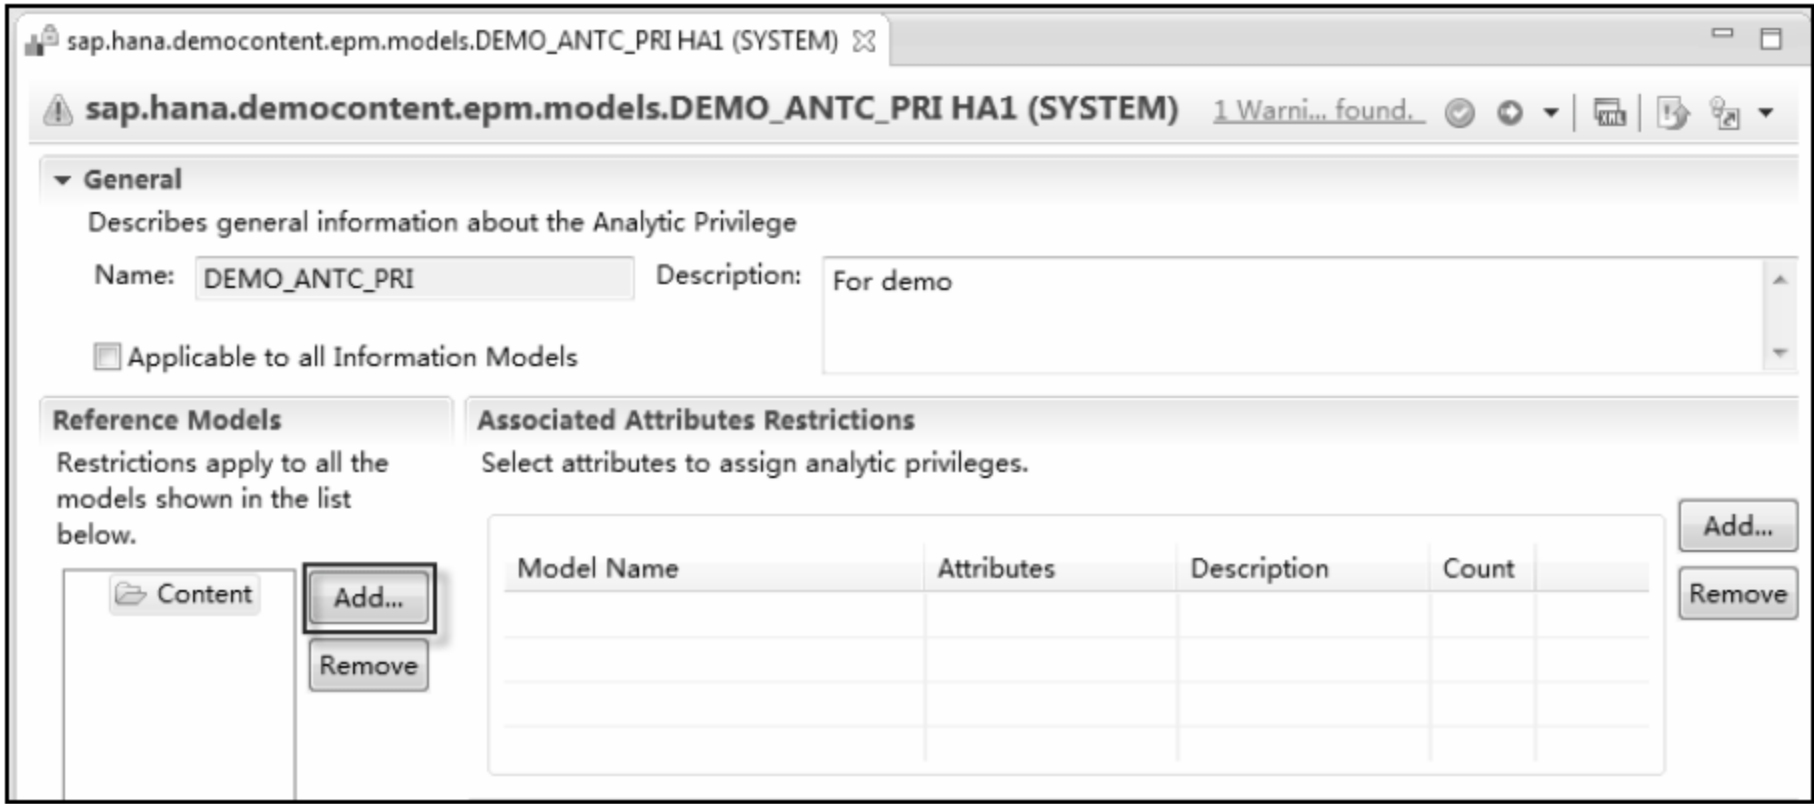 sap.hana.democontent.epm.models.DEMO_ANTC_PRI HA1 (SYSTEM)
sap.hana.democontent.epm.models.DEMO_ANTC_PRI HA1 (SYSTEM) 1 Warni... found.
General
Describes general information about the Analytic Privilege
Name: DEMO_ANTC_PRI Description: For demo
Applicable to all Information Models
Reference Models
Restrictions apply to all the
models shown in the list
below.
Content
Add...
Remove
Associated Attributes Restrictions
Select attributes to assign analytic privileges.
Model Name Attributes Description Count
Add...
Remove